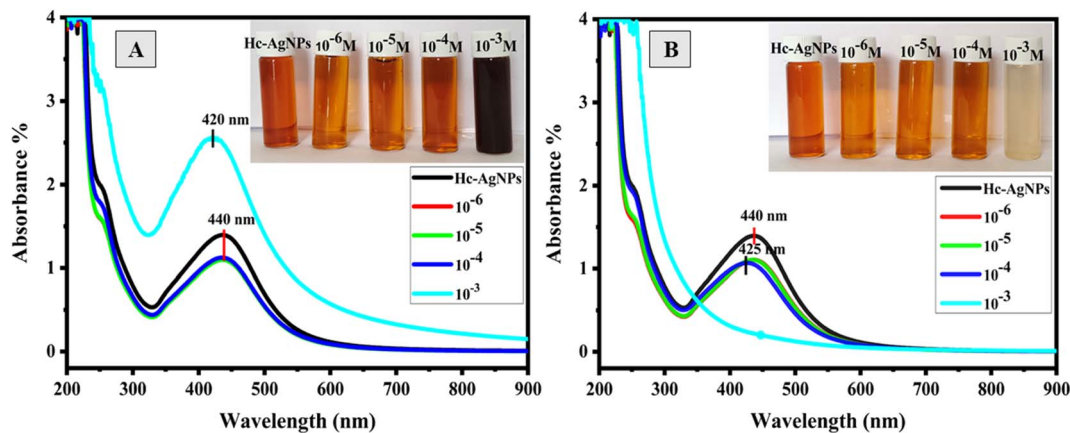 A
Hc-AgNPs 10⁻⁶M 10⁻⁵M 10⁻⁴M 10⁻³M
420 nm
440 nm
Hc-AgNPs
10⁻⁶
10⁻⁵
10⁻⁴
10⁻³
Absorbance %
4
3
2
1
0
200 300 400 500 600 700 800 900
Wavelength (nm)
B
Hc-AgNPs 10⁻⁶M 10⁻⁵M 10⁻⁴M 10⁻³M
440 nm
425 nm
Hc-AgNPs
10⁻⁶
10⁻⁵
10⁻⁴
10⁻³
Absorbance %
4
3
2
1
0
200 300 400 500 600 700 800 900
Wavelength (nm)